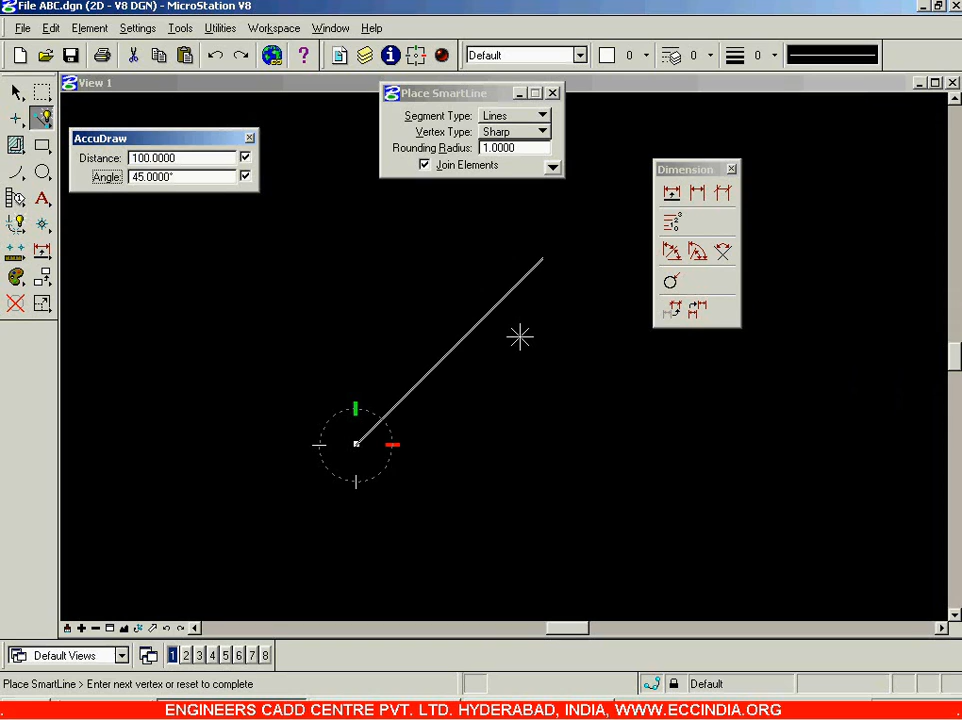 File ABC.dgn (2D - V8 DGN) - MicroStation V8
File Edit Element Settings Tools Utilities Workspace Window Help
Default 0 0 0
View 1
Place SmartLine
Segment Type: Lines
Vertex Type: Sharp
Rounding Radius: 1.0000
Join Elements
AccuDraw
Distance: 100.0000
Angle: 45.0000°
Dimension
Default Views 1 2 3 4 5 6 7 8
Place SmartLine > Enter next vertex or reset to complete
Default
ENGINEERS CADD CENTRE PVT. LTD. HYDERABAD, INDIA, WWW.ECCINDIA.ORG